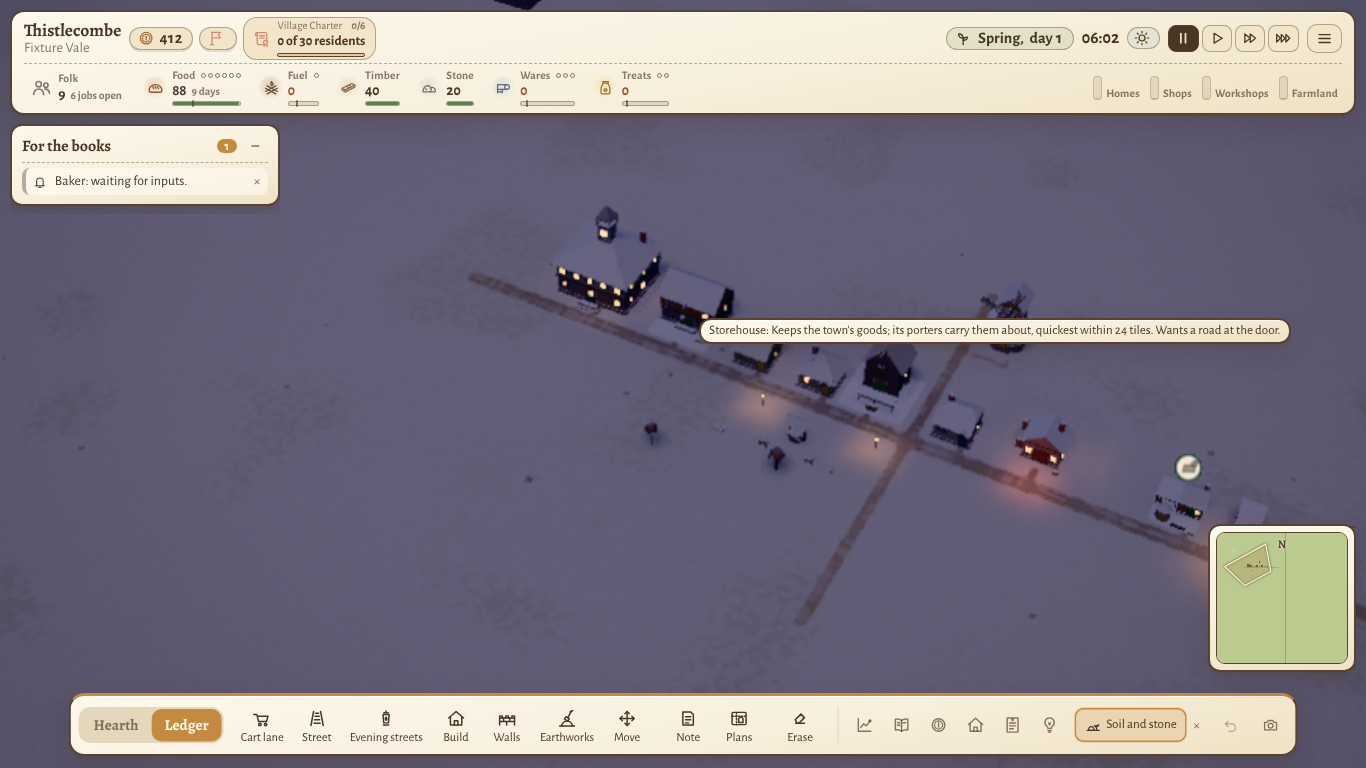 Thistlecombe
Fixture Vale
412
Village Charter 0/6
0 of 30 residents
Spring, day 1
06:02
Folk
9 6 jobs open
Food
88 9 days
Fuel
0
Timber
40
Stone
20
Wares
0
Treats
0
Homes
Shops
Workshops
Farmland
For the books
1
Baker: waiting for inputs.
Storehouse: Keeps the town's goods; its porters carry them about, quickest within 24 tiles. Wants a road at the door.
N
Hearth
Ledger
Cart lane
Street
Evening streets
Build
Walls
Earthworks
Move
Note
Plans
Erase
Soil and stone